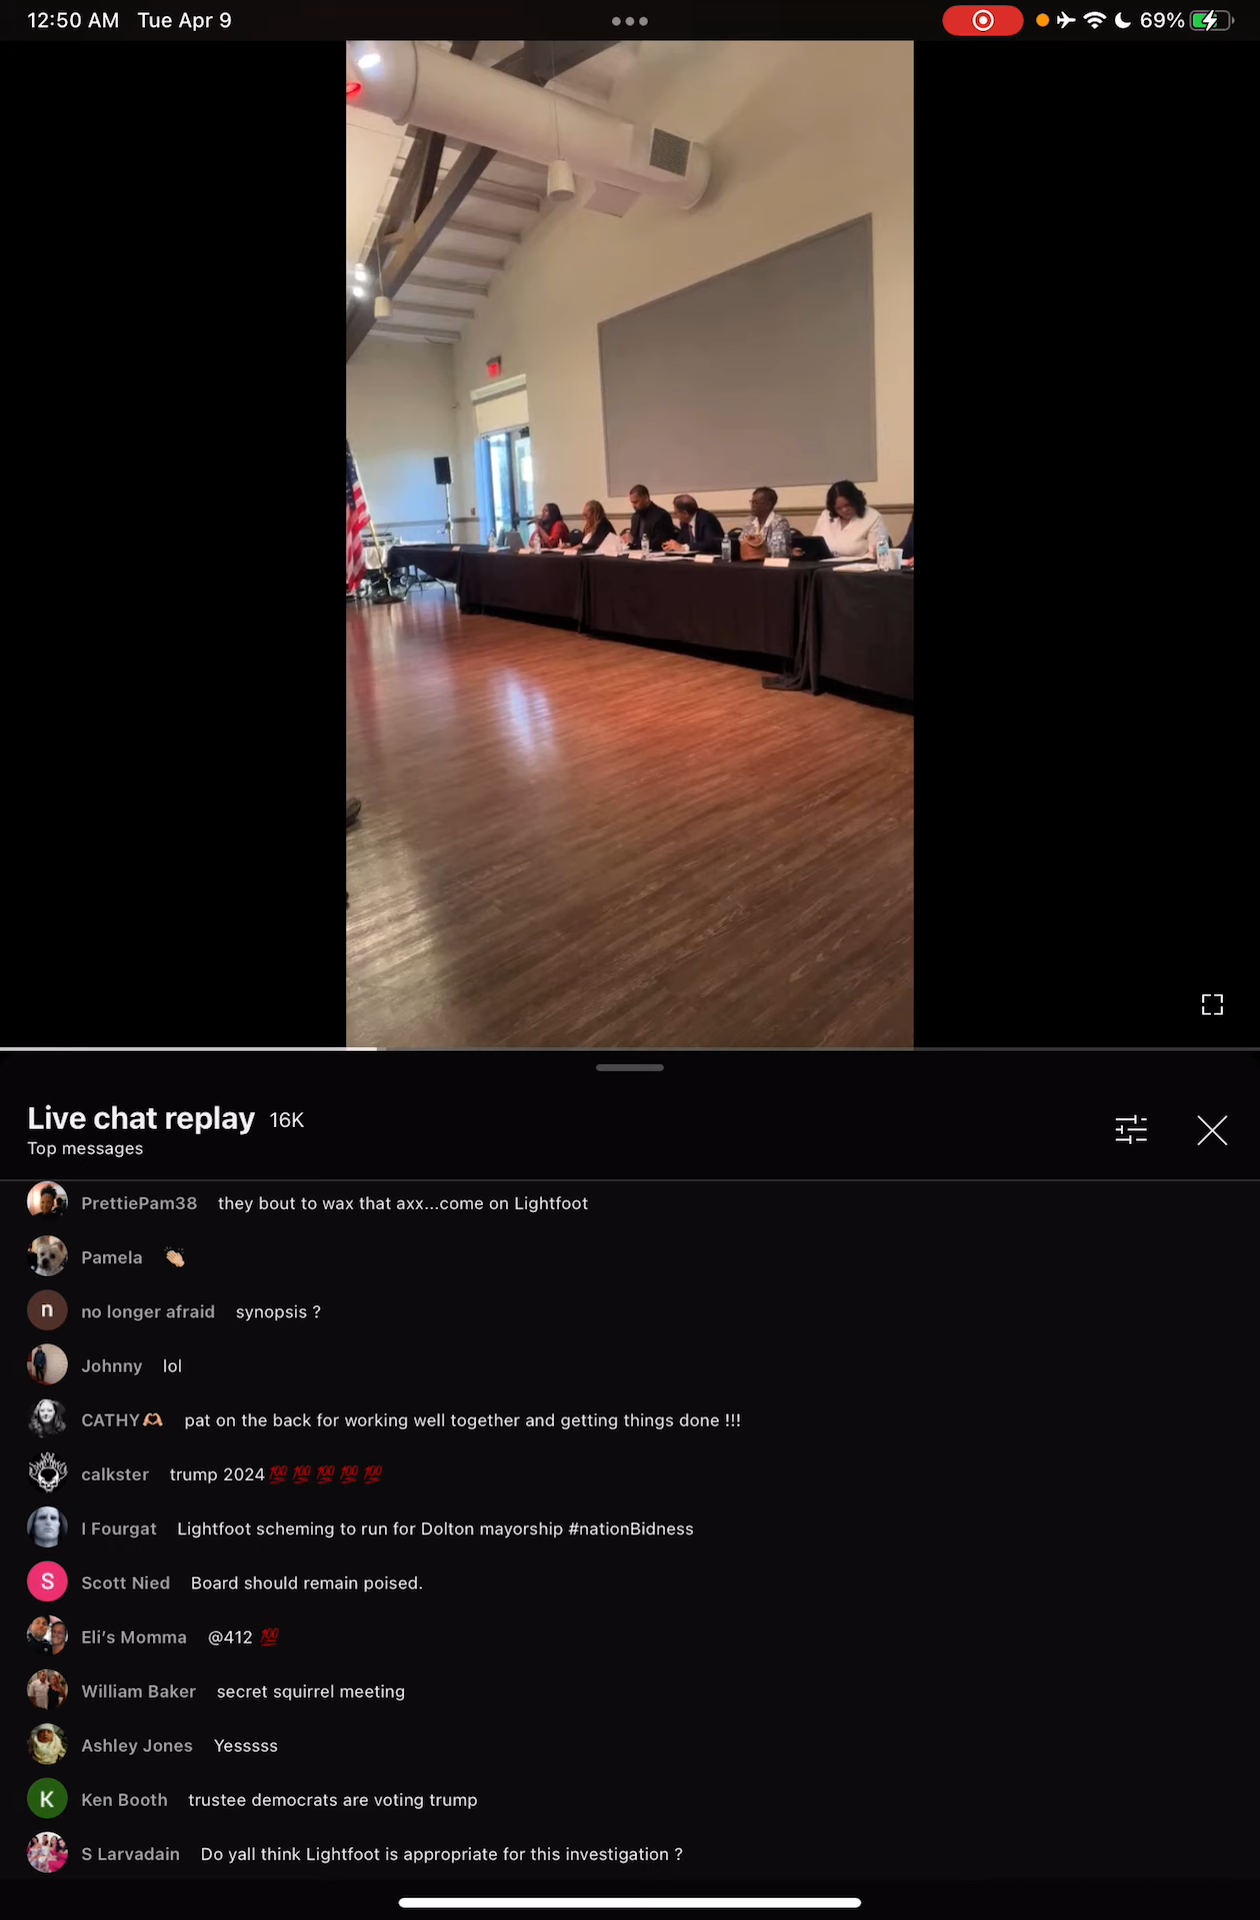 12:50 AM Tue Apr 9
69%
Live chat replay 16K
Top messages
PrettiePam38 they bout to wax that axx...come on Lightfoot
Pamela 👏🏼
n no longer afraid synopsis ?
Johnny lol
CATHY🫶🏽 pat on the back for working well together and getting things done !!!
calkster trump 2024💯💯💯💯💯
I Fourgat Lightfoot scheming to run for Dolton mayorship #nationBidness
S Scott Nied Board should remain poised.
Eli's Momma @412 💯
William Baker secret squirrel meeting
Ashley Jones Yesssss
K Ken Booth trustee democrats are voting trump
S Larvadain Do yall think Lightfoot is appropriate for this investigation ?